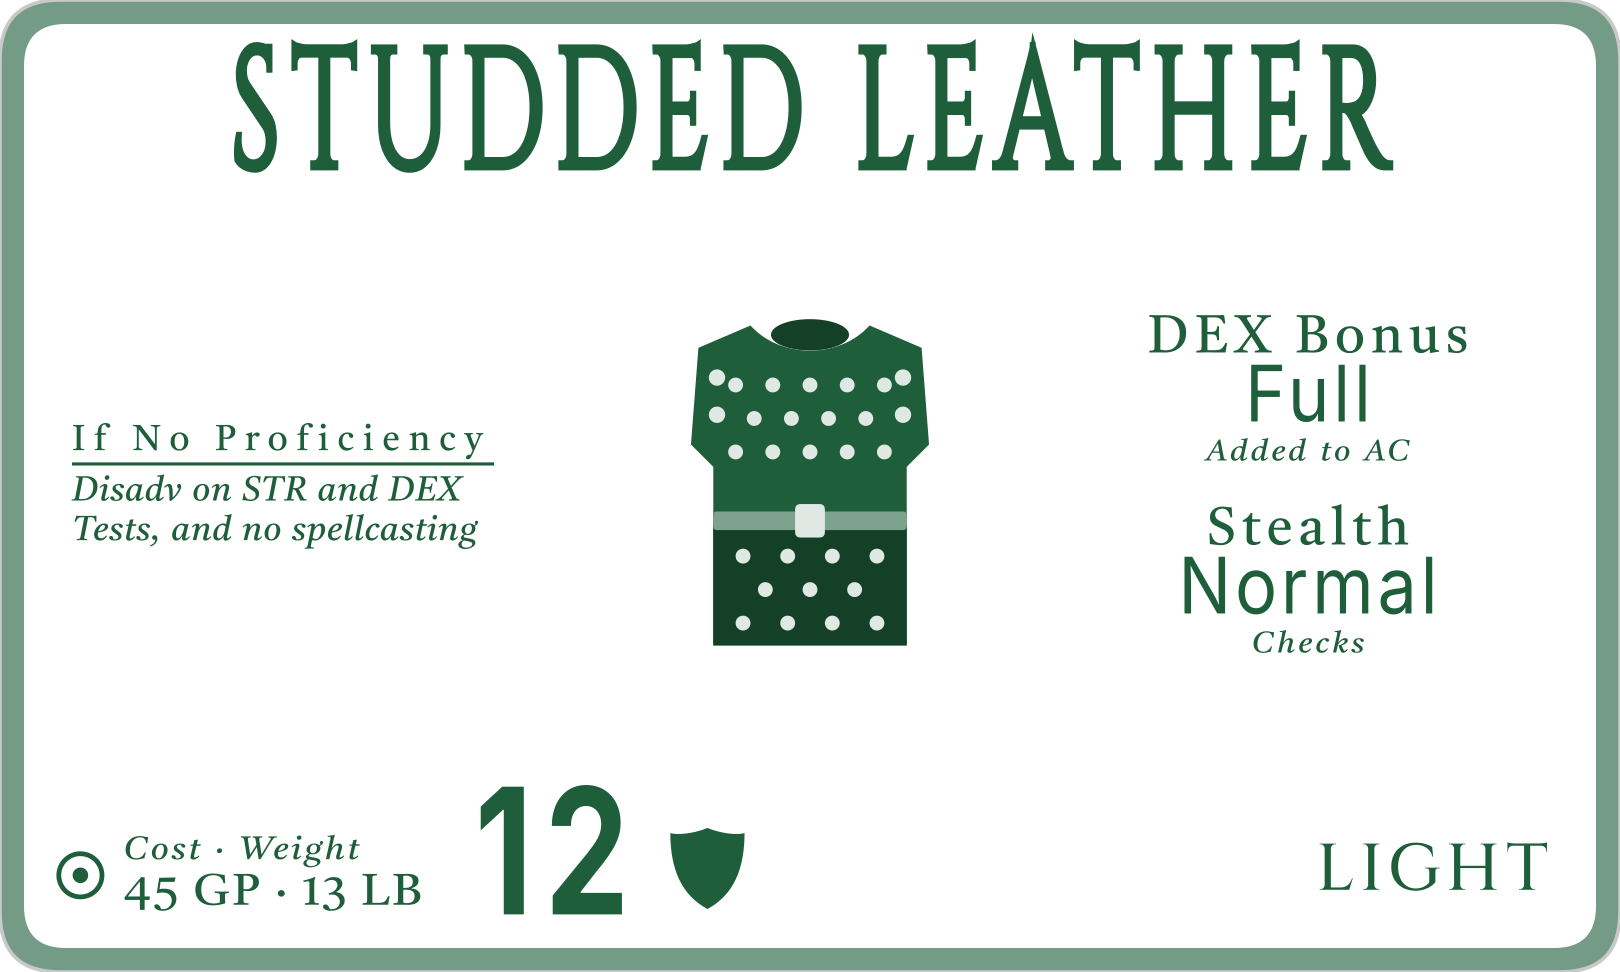 STUDDED LEATHER
If No Proficiency
Disadv on STR and DEX
Tests, and no spellcasting
DEX Bonus
Full
Added to AC
Stealth
Normal
Checks
Cost · Weight
45 GP · 13 LB
12
LIGHT